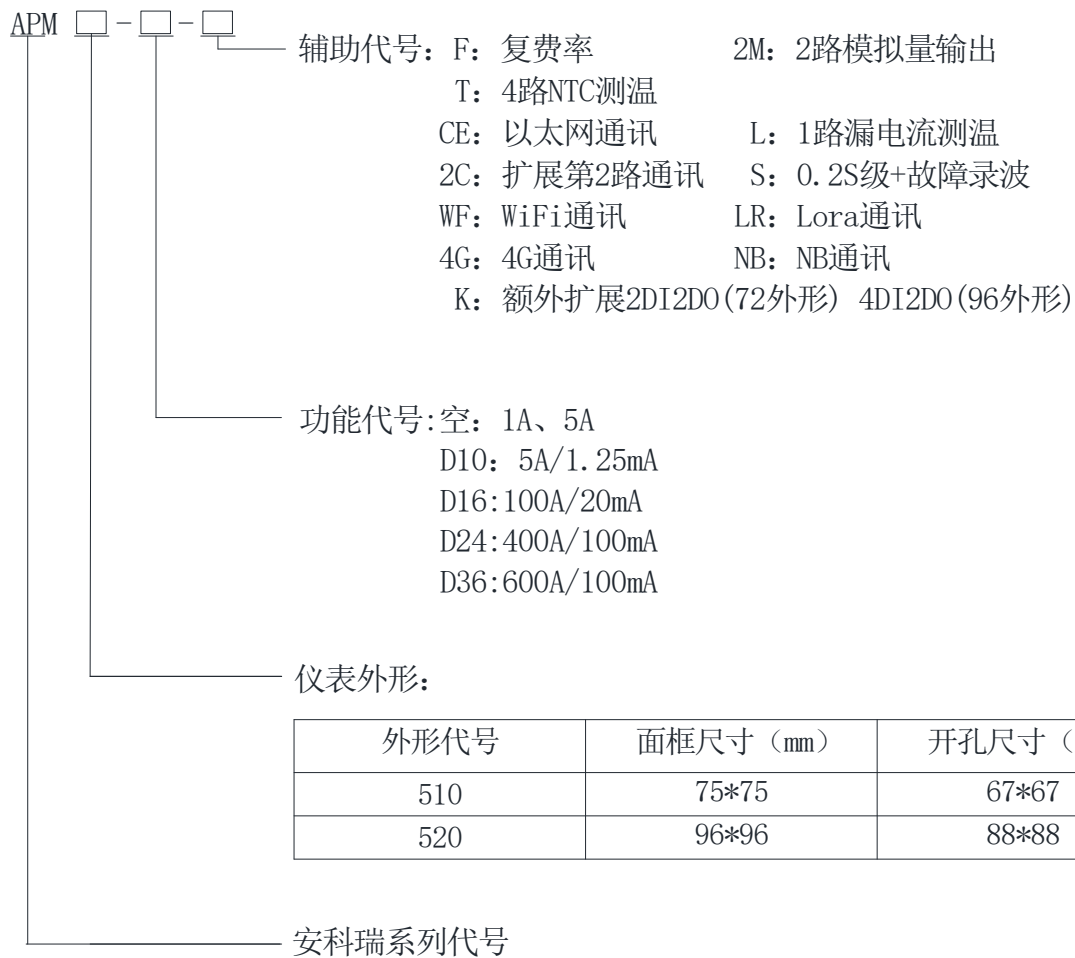 APM □-□-□
辅助代号：F：复费率 2M：2路模拟量输出
T：4路NTC测温
CE：以太网通讯 L：1路漏电流测温
2C：扩展第2路通讯 S：0.2S级+故障录波
WF：WiFi通讯 LR：Lora通讯
4G：4G通讯 NB：NB通讯
K：额外扩展2DI2DO(72外形) 4DI2DO(96外形)
功能代号:空：1A、5A
D10：5A/1.25mA
D16:100A/20mA
D24:400A/100mA
D36:600A/100mA
仪表外形：
外形代号 面框尺寸（mm） 开孔尺寸（
510 75*75 67*67
520 96*96 88*88
安科瑞系列代号